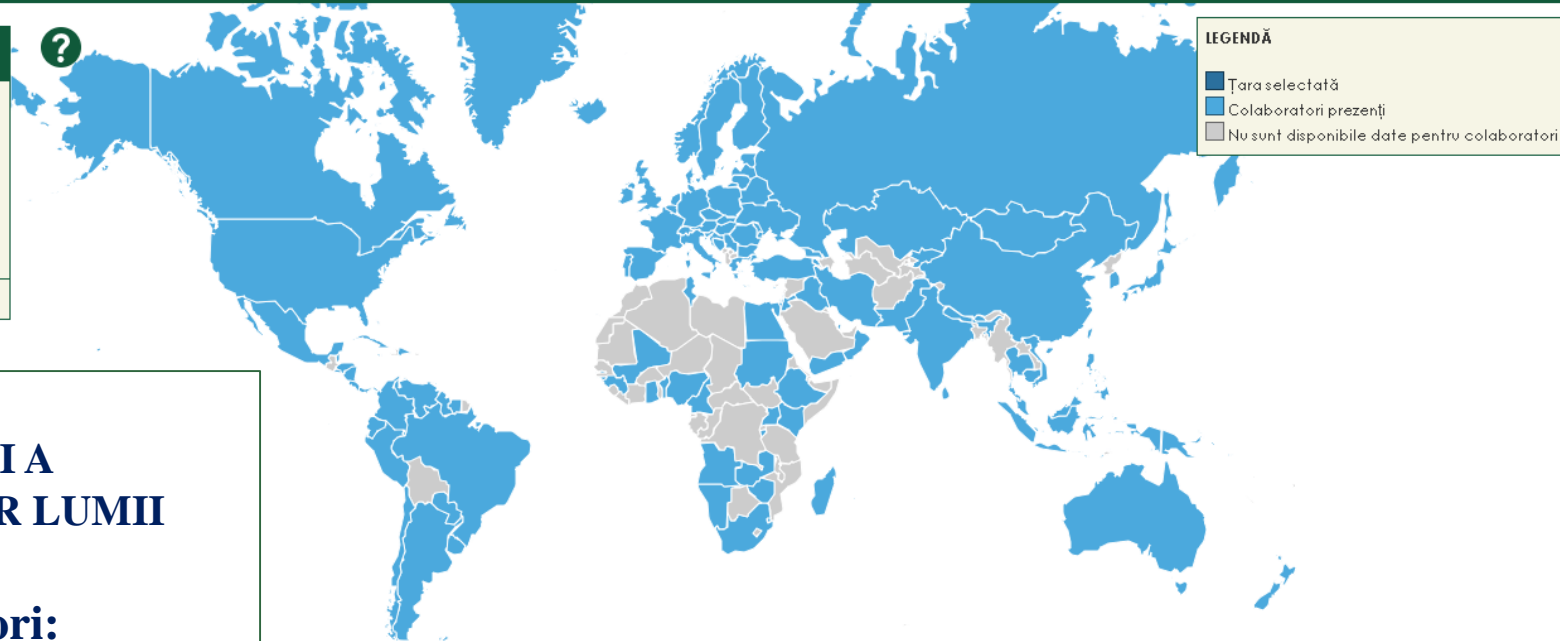 ?
LEGENDĂ
Țara selectată
Colaboratori prezenți
Nu sunt disponibile date pentru colaboratori
I A
R LUMII
ori: